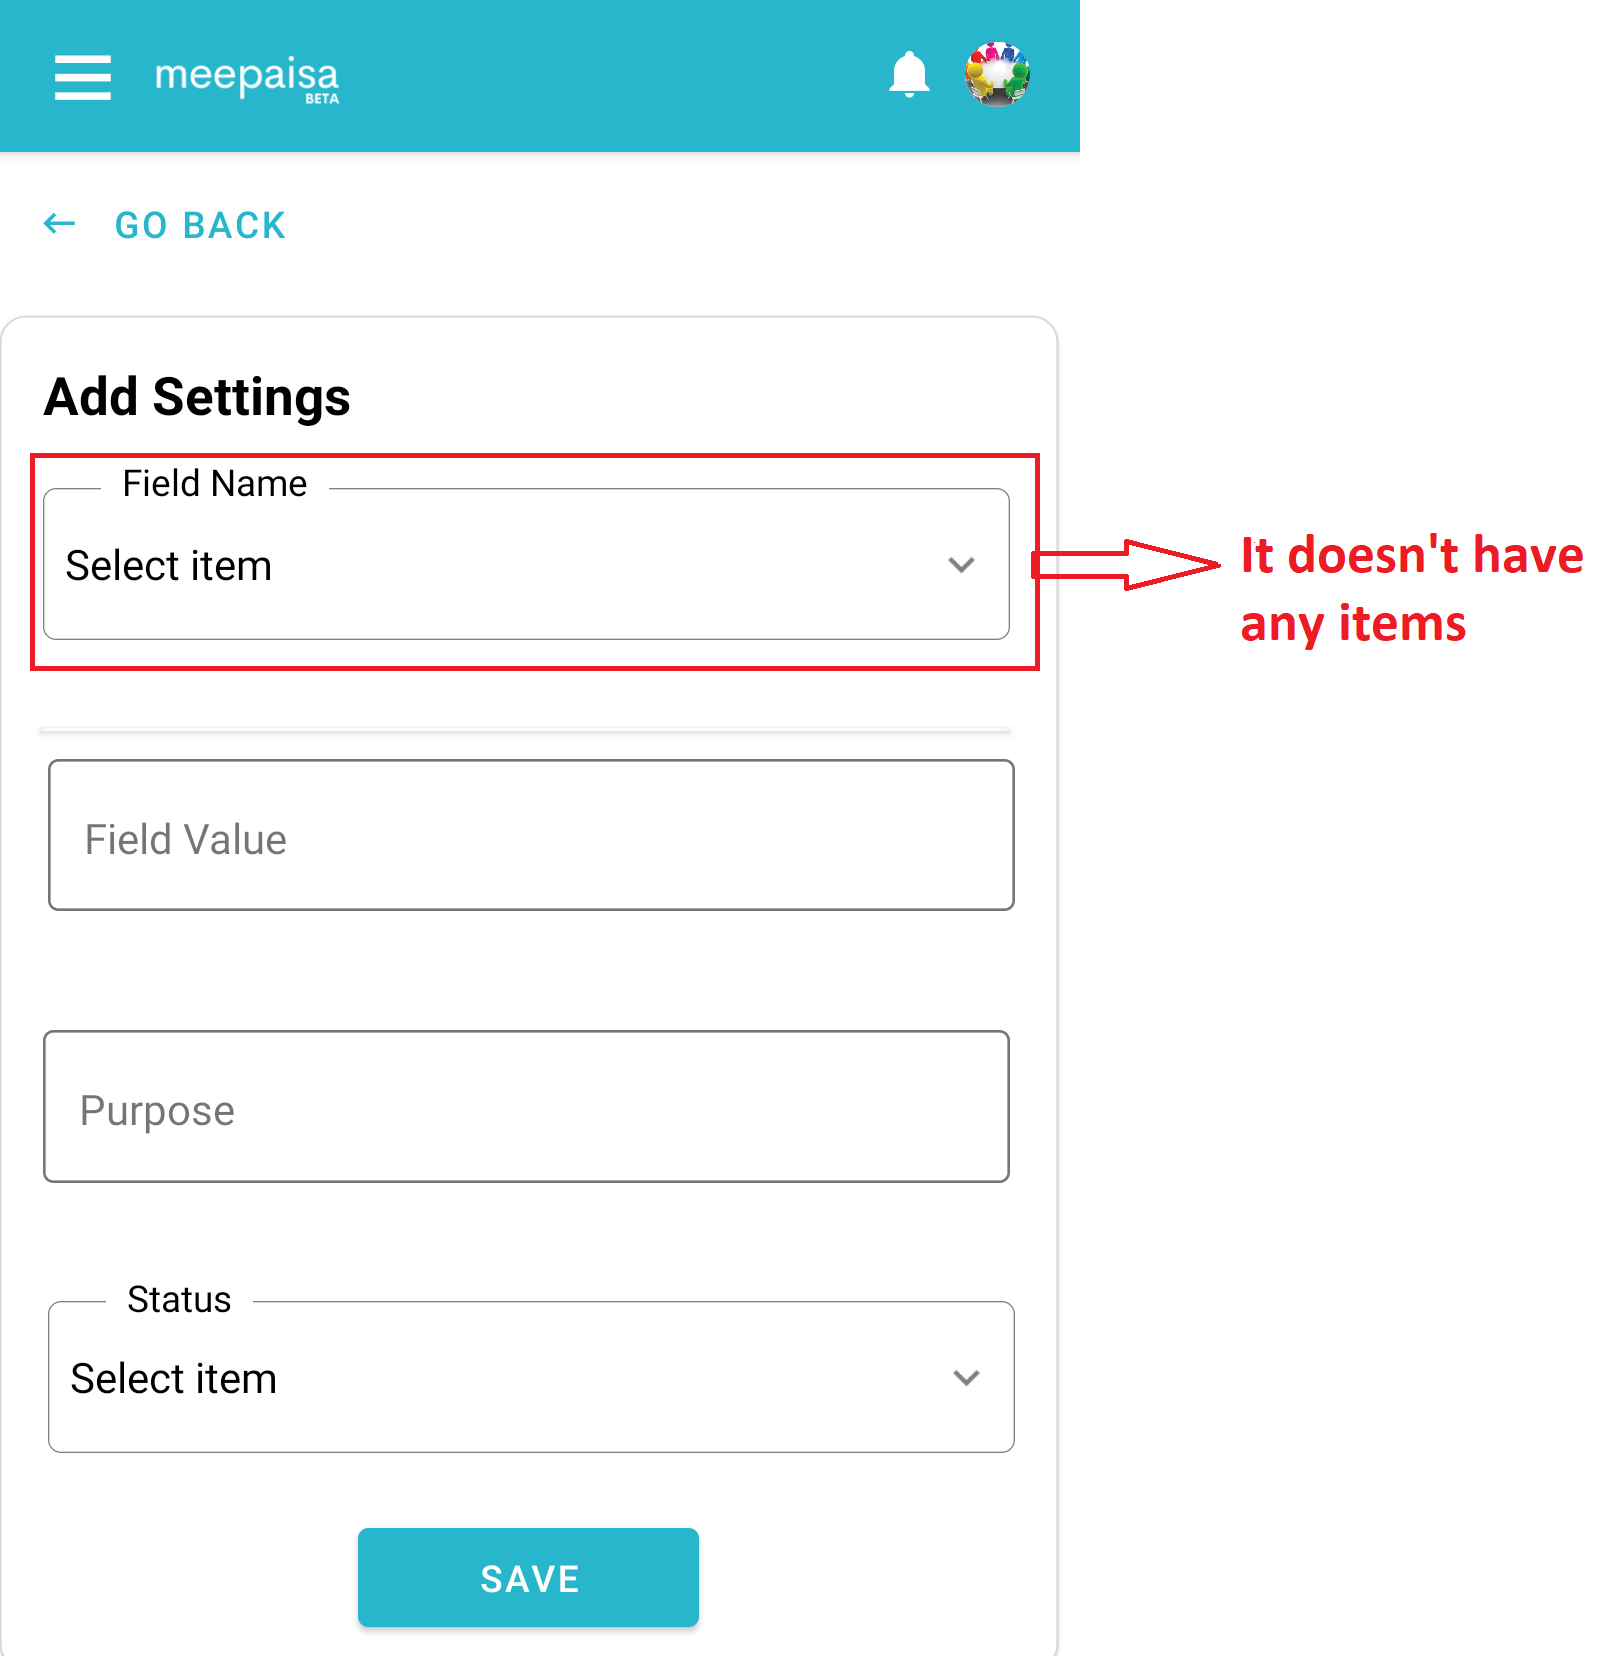 meepaisa
BETA
GO BACK
Add Settings
Field Name
Select item
It doesn't have
any items
Field Value
Purpose
Status
Select item
SAVE